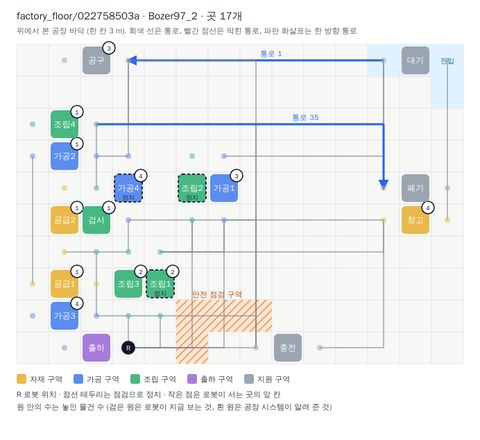 factory_floor/022758503a · Bozer97_2 · 곳 17개
위에서 본 공장 바닥 (한 칸 3 m). 회색 선은 통로, 빨간 점선은 막힌 통로, 파란 화살표는 한 방향 통로
3
공구
통로 1
대기
진입
1
조립4
통로 35
1
가공2
4
가공4
정지
2
조립2
정지
3
가공1
폐기
1
공급2
1
검사
4
창고
1
공급1
2
조립3
2
조립1
정지
안전 점검 구역
4
가공3
출하
R
충전
자재 구역
가공 구역
조립 구역
출하 구역
지원 구역
R 로봇 위치 · 점선 테두리는 점검으로 정지 · 작은 점은 로봇이 서는 곳의 앞 칸
원 안의 수는 놓인 물건 수 (검은 원은 로봇이 지금 보는 것, 흰 원은 공장 시스템이 알려 준 것)